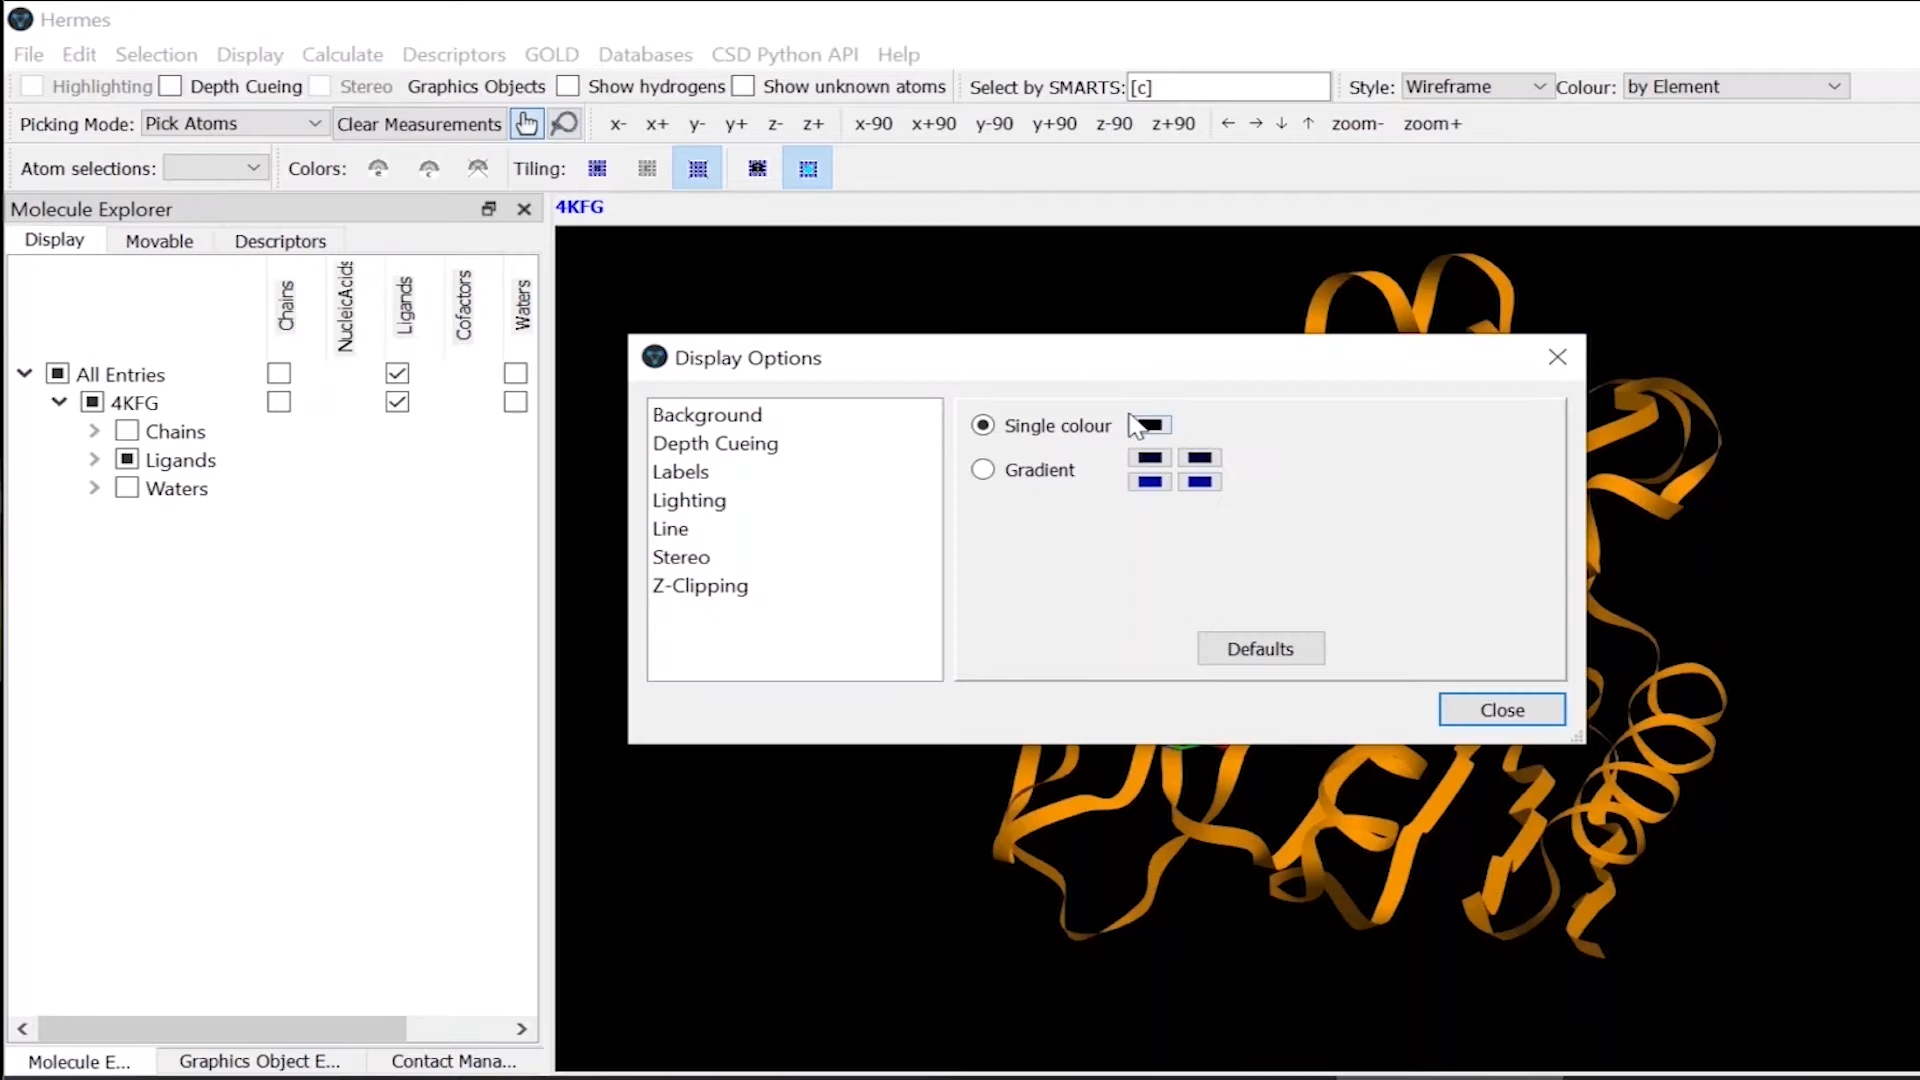 Hermes
File Edit Selection Display Calculate Descriptors GOLD Databases CSD Python API Help
Highlighting Depth Cueing Stereo Graphics Objects Show hydrogens Show unknown atoms Select by SMARTS: [c] Style: Wireframe Colour: by Element
Picking Mode: Pick Atoms Clear Measurements x- x+ y- y+ z- z+ x-90 x+90 y-90 y+90 z-90 z+90 ← → ↓ ↑ zoom- zoom+
Atom selections: Colors: Tiling:
Molecule Explorer
4KFG
Display Movable Descriptors
Chains NucleicAcids Ligands Cofactors Waters
All Entries
4KFG
Chains
Ligands
Waters
Display Options
Background
Depth Cueing
Labels
Lighting
Line
Stereo
Z-Clipping
Single colour
Gradient
Defaults
Close
Molecule E... Graphics Object E... Contact Mana...